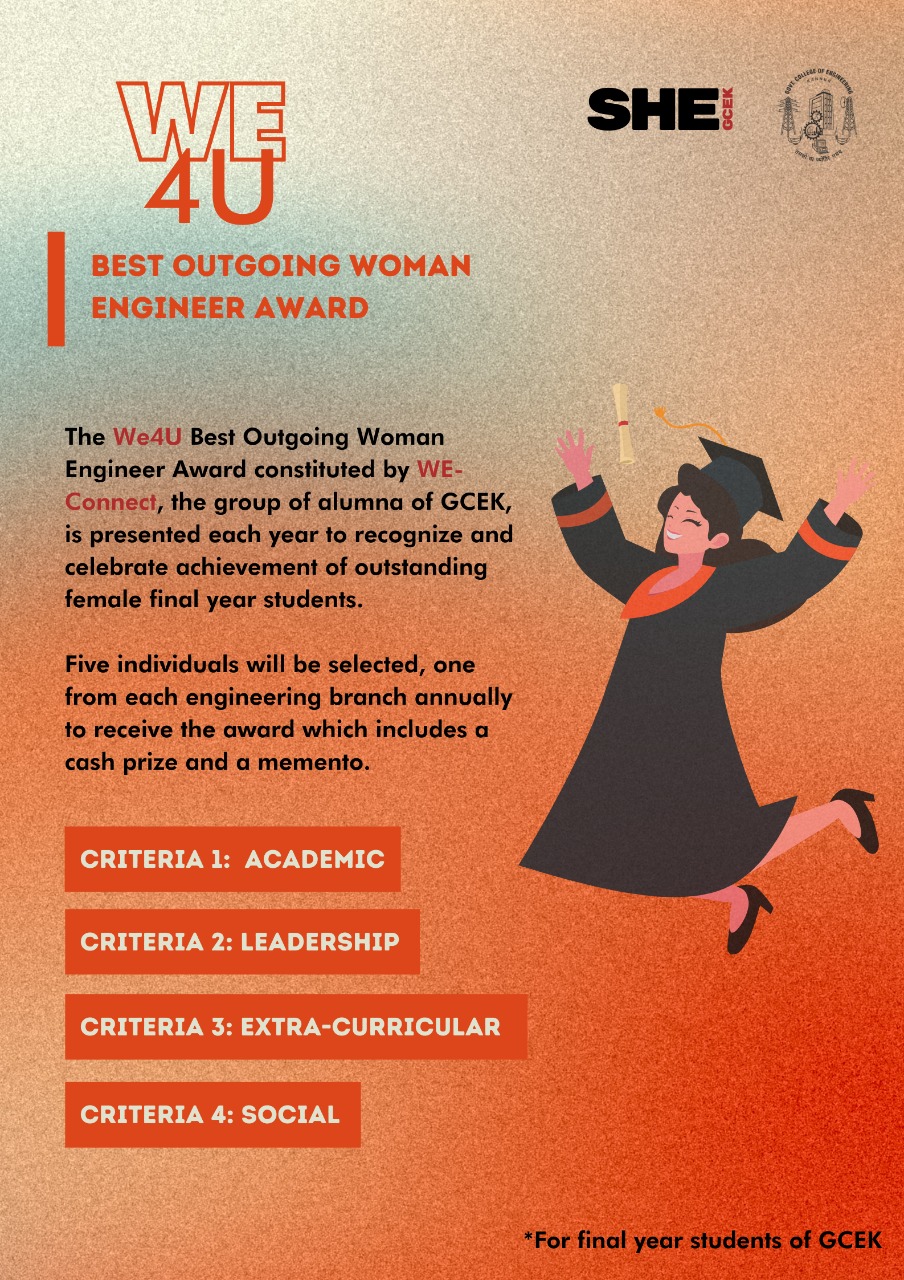 WE
4U
SHE
GCEK
GOVT. COLLEGE OF ENGINEERING
BEST OUTGOING WOMAN
ENGINEER AWARD
The We4U Best Outgoing Woman
Engineer Award constituted by WE-
Connect, the group of alumna of GCEK,
is presented each year to recognize and
celebrate achievement of outstanding
female final year students.
Five individuals will be selected, one
from each engineering branch annually
to receive the award which includes a
cash prize and a memento.
CRITERIA 1: ACADEMIC
CRITERIA 2: LEADERSHIP
CRITERIA 3: EXTRA-CURRICULAR
CRITERIA 4: SOCIAL
*For final year students of GCEK